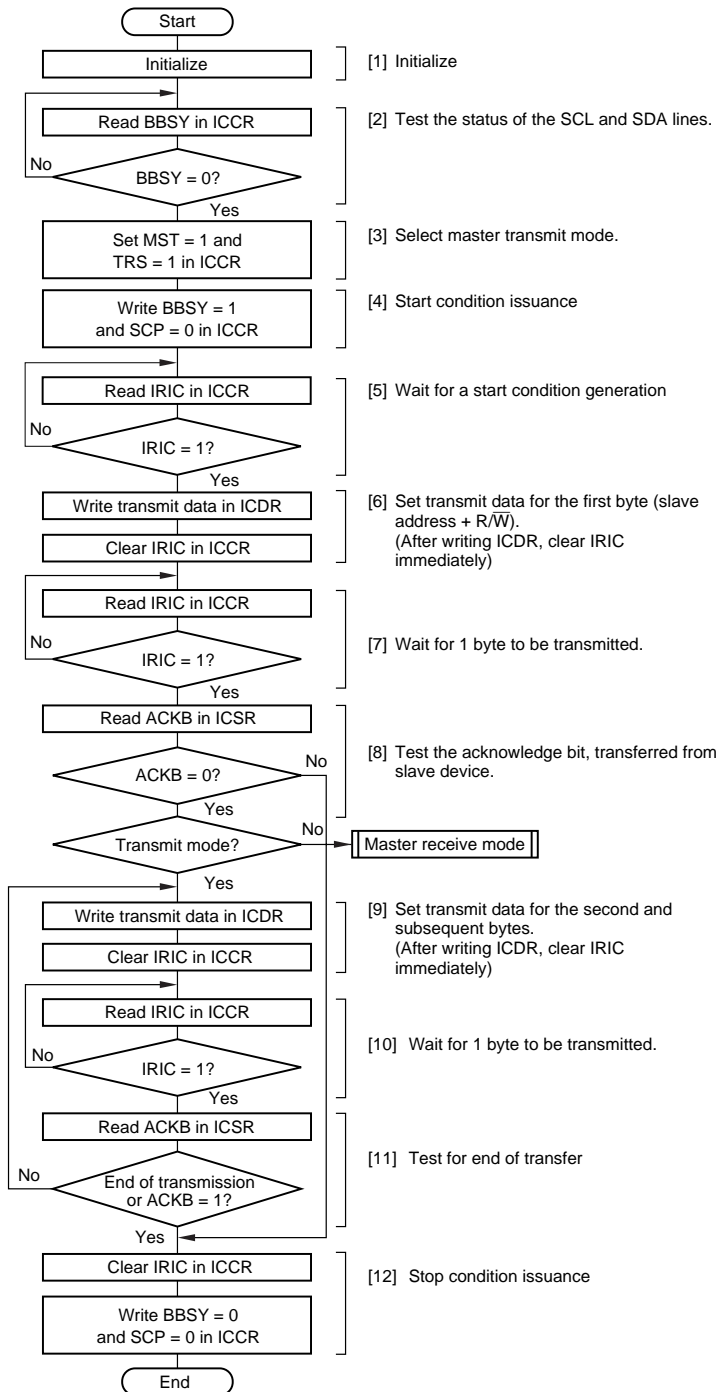 Start
Initialize
[1] Initialize
Read BBSY in ICCR
[2] Test the status of the SCL and SDA lines.
No
BBSY = 0?
Yes
Set MST = 1 and
TRS = 1 in ICCR
[3] Select master transmit mode.
Write BBSY = 1
and SCP = 0 in ICCR
[4] Start condition issuance
Read IRIC in ICCR
[5] Wait for a start condition generation
No
IRIC = 1?
Yes
Write transmit data in ICDR
[6] Set transmit data for the first byte (slave
address + R/W̅).
(After writing ICDR, clear IRIC
immediately)
Clear IRIC in ICCR
Read IRIC in ICCR
[7] Wait for 1 byte to be transmitted.
No
IRIC = 1?
Yes
Read ACKB in ICSR
[8] Test the acknowledge bit, transferred from
slave device.
No
ACKB = 0?
Yes
Transmit mode?
No
Master receive mode
Yes
Write transmit data in ICDR
[9] Set transmit data for the second and
subsequent bytes.
(After writing ICDR, clear IRIC
immediately)
Clear IRIC in ICCR
Read IRIC in ICCR
[10] Wait for 1 byte to be transmitted.
No
IRIC = 1?
Yes
Read ACKB in ICSR
[11] Test for end of transfer
No
End of transmission
or ACKB = 1?
Yes
Clear IRIC in ICCR
[12] Stop condition issuance
Write BBSY = 0
and SCP = 0 in ICCR
End